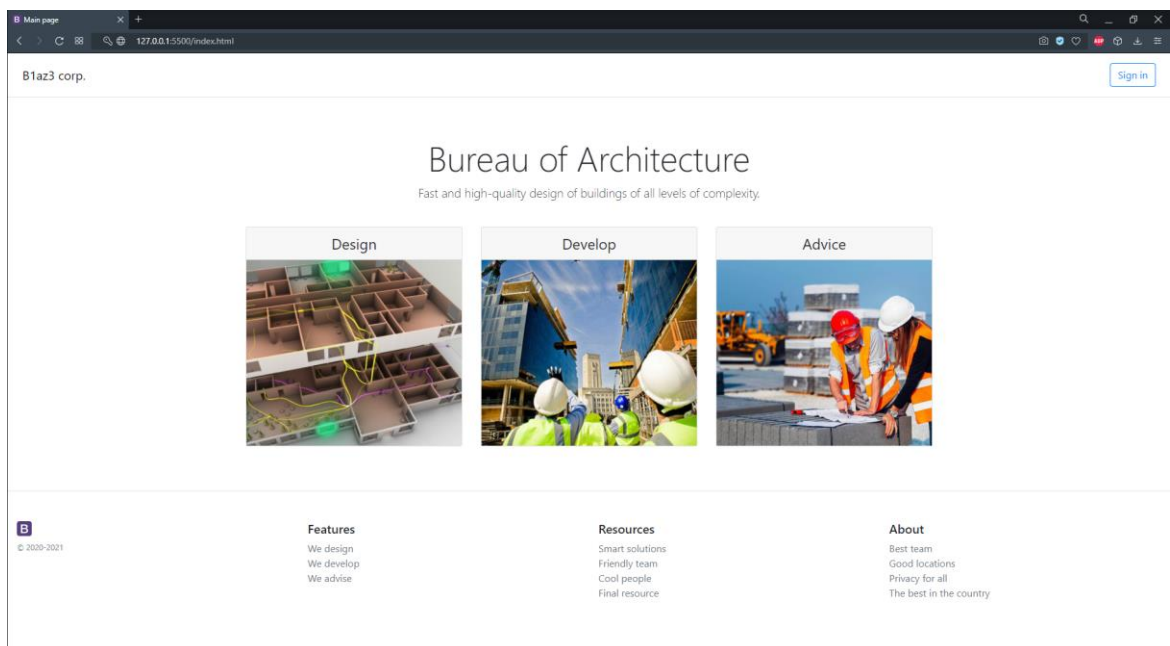 B Main page
127.0.0.1:5500/index.html
ABP
B1az3 corp.
Sign in
Bureau of Architecture
Fast and high-quality design of buildings of all levels of complexity.
Design
Develop
Advice
B
© 2020-2021
Features
We design
We develop
We advise
Resources
Smart solutions
Friendly team
Cool people
Final resource
About
Best team
Good locations
Privacy for all
The best in the country